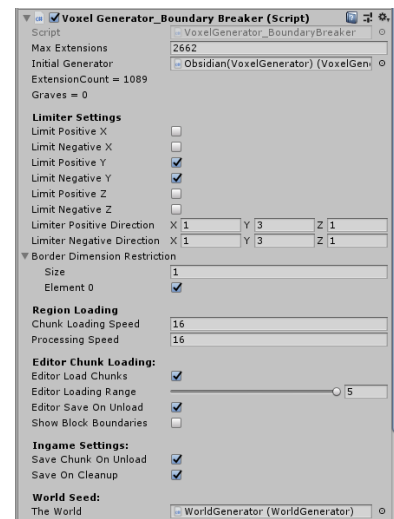 Voxel Generator_Boundary Breaker (Script)
Script VoxelGenerator_BoundaryBreaker
Max Extensions 2662
Initial Generator Obsidian(VoxelGenerator) (VoxelGen
ExtensionCount = 1089
Graves = 0
Limiter Settings
Limit Positive X
Limit Negative X
Limit Positive Y
Limit Negative Y
Limit Positive Z
Limit Negative Z
Limiter Positive Direction X 1 Y 3 Z 1
Limiter Negative Direction X 1 Y 3 Z 1
Border Dimension Restriction
Size 1
Element 0
Region Loading
Chunk Loading Speed 16
Processing Speed 16
Editor Chunk Loading:
Editor Load Chunks
Editor Loading Range 5
Editor Save On Unload
Show Block Boundaries
Ingame Settings:
Save Chunk On Unload
Save On Cleanup
World Seed:
The World WorldGenerator (WorldGenerator)